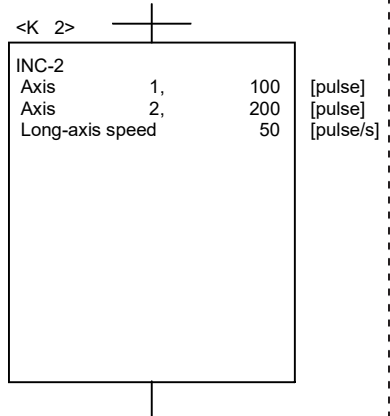 <K 2>
INC-2
Axis 1, 100 [pulse]
Axis 2, 200 [pulse]
Long-axis speed 50 [pulse/s]